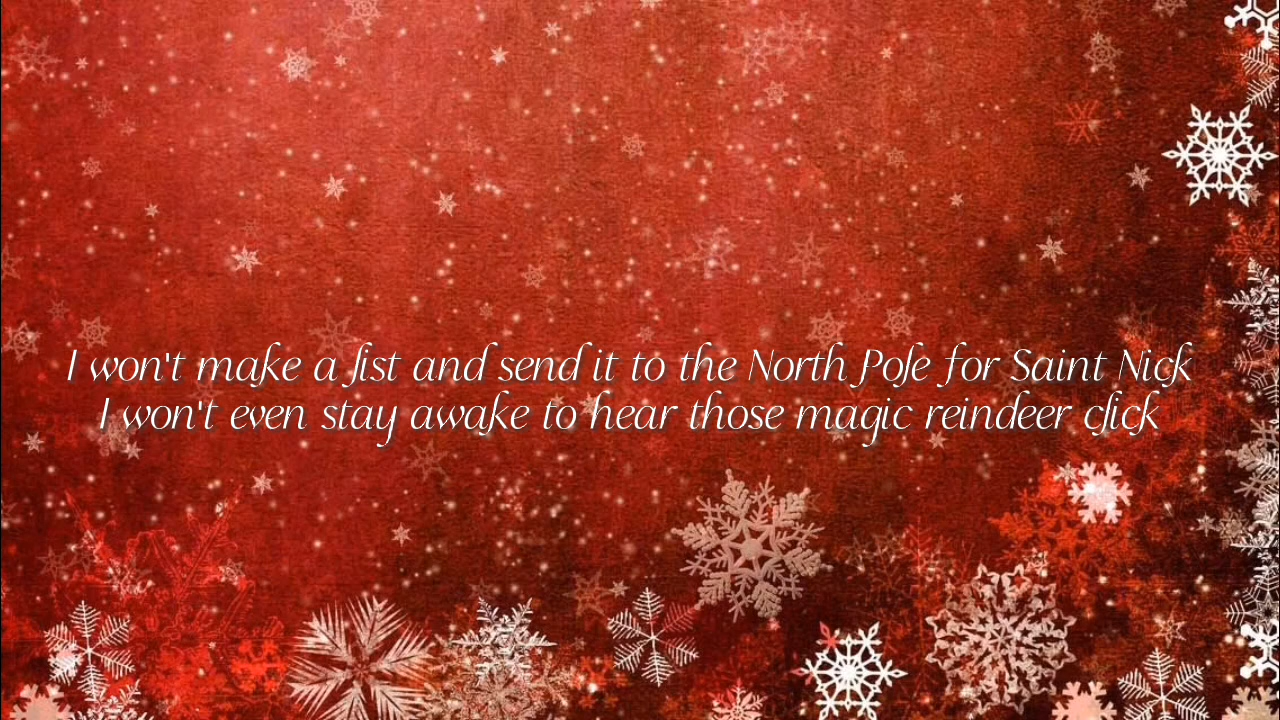 I won't make a list and send it to the North Pole for Saint Nick
I won't even stay awake to hear those magic reindeer click